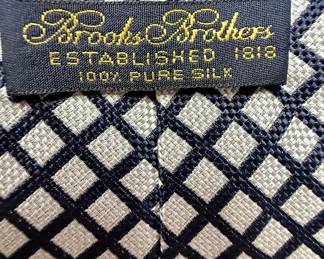 Brooks Brothers
ESTABLISHED 1818
100% PURE SILK